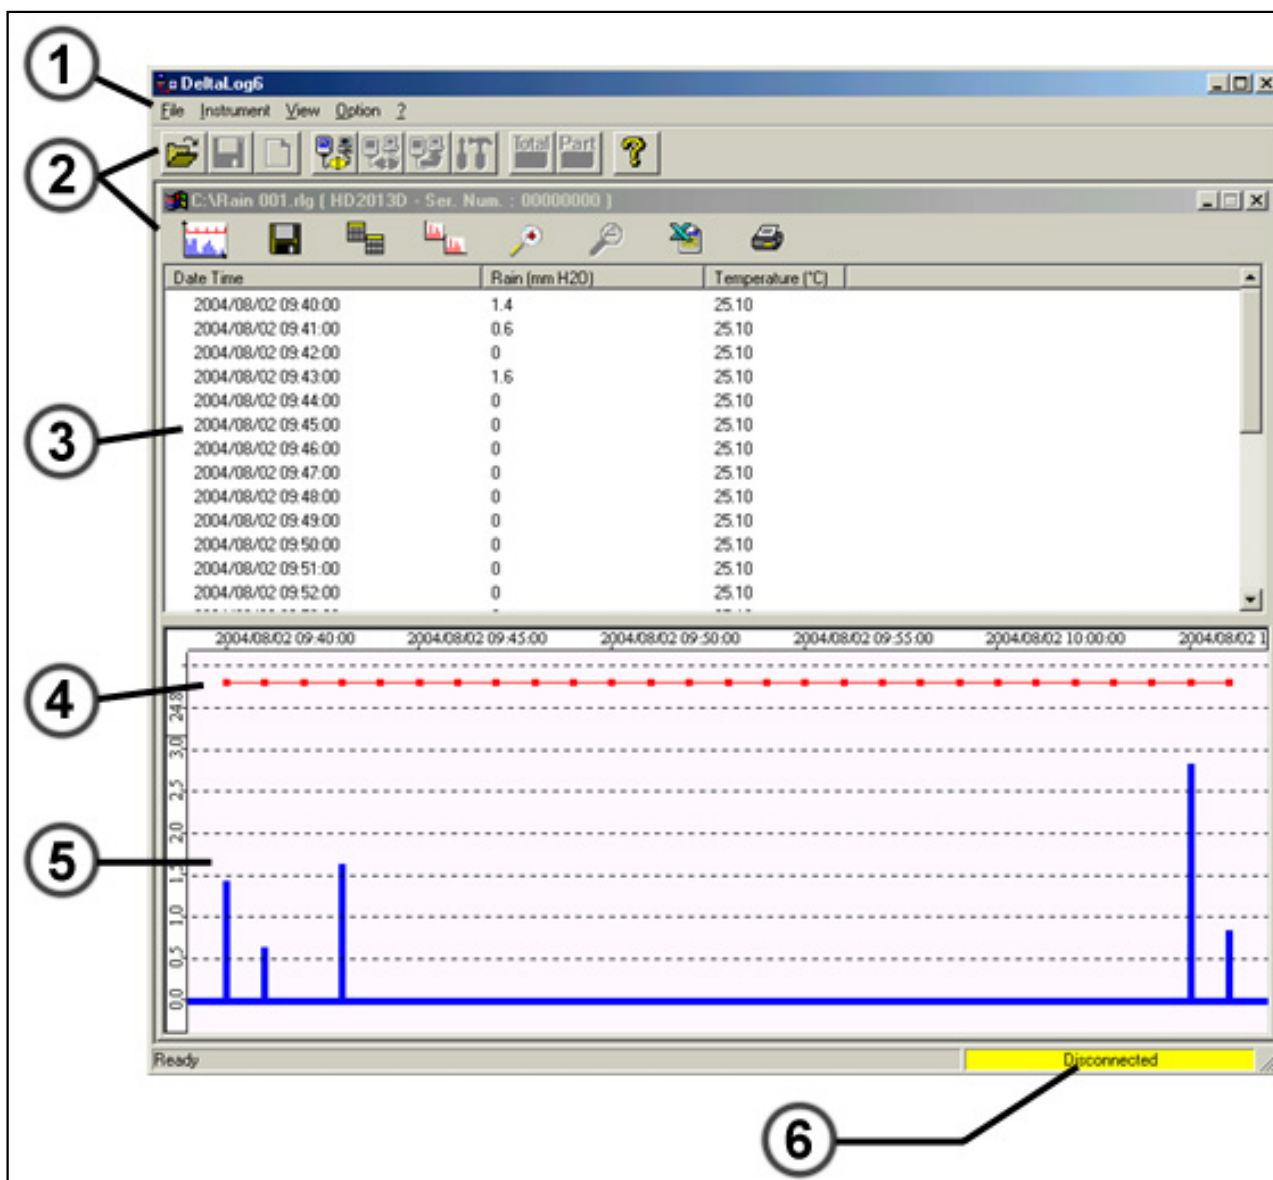 1
DeltaLog6
File Instrument View Option ?
2
Total Part ?
C:\Rain 001.rlg ( HD2013D - Ser. Num. : 00000000 )
Date Time Rain (mm H2O) Temperature (°C)
2004/08/02 09:40:00 1.4 25.10
2004/08/02 09:41:00 0.6 25.10
2004/08/02 09:42:00 0 25.10
2004/08/02 09:43:00 1.6 25.10
2004/08/02 09:44:00 0 25.10
3
2004/08/02 09:45:00 0 25.10
2004/08/02 09:46:00 0 25.10
2004/08/02 09:47:00 0 25.10
2004/08/02 09:48:00 0 25.10
2004/08/02 09:49:00 0 25.10
2004/08/02 09:50:00 0 25.10
2004/08/02 09:51:00 0 25.10
2004/08/02 09:52:00 0 25.10
2004/08/02 09:40:00 2004/08/02 09:45:00 2004/08/02 09:50:00 2004/08/02 09:55:00 2004/08/02 10:00:00 2004/08/02 1
4
24.8
3.0
2.5
2.0
5
1.5
1.0
0.5
0.0
Ready Disconnected
6